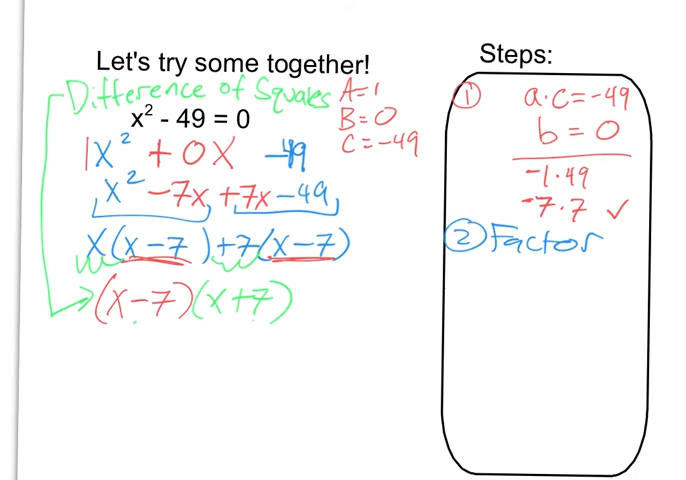 Let's try some together!
Difference of Squares
x² - 49 = 0
A=1
B=0
C=-49
1x² + 0x -49
x² -7x +7x -49
x(x-7) +7(x-7)
(x-7)(x+7)
Steps:
① a·c=-49
b = 0
-1·49
-7·7 ✓
② Factor